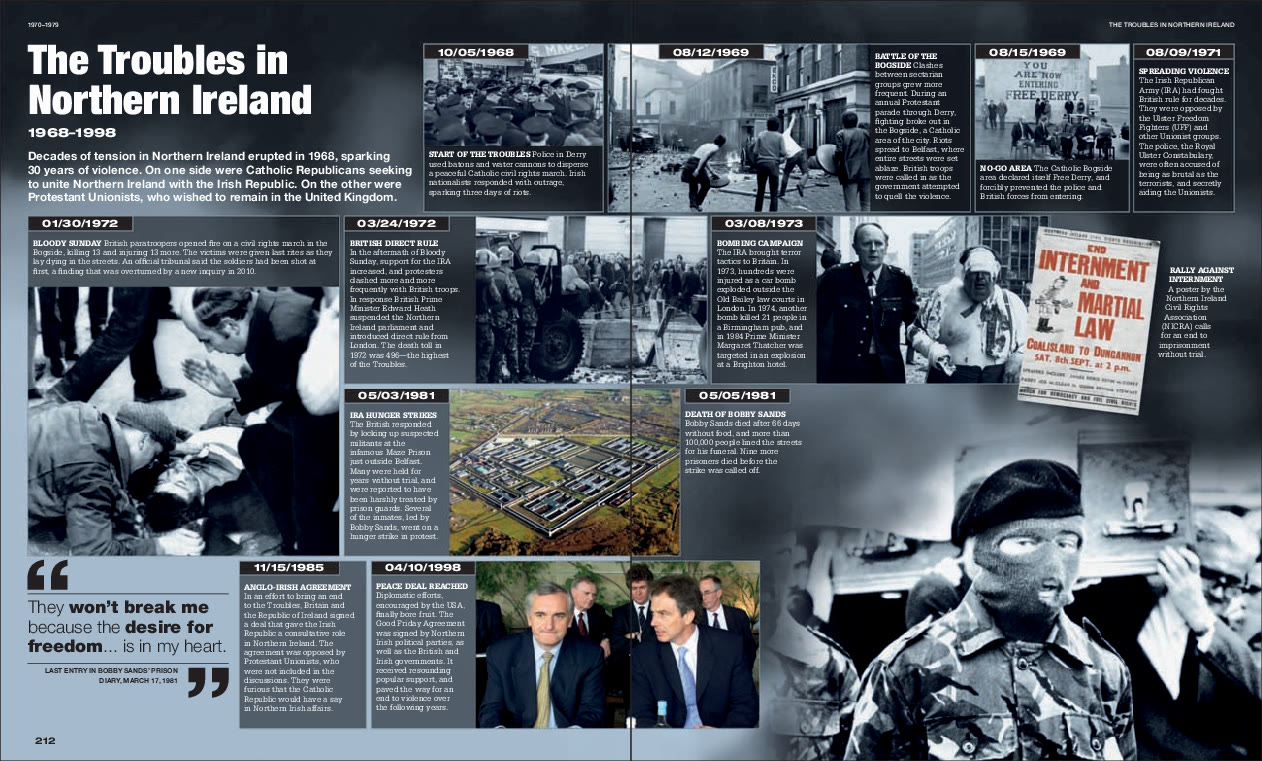 1970–1979
THE TROUBLES IN NORTHERN IRELAND
The Troubles in
Northern Ireland
1968–1998
Decades of tension in Northern Ireland erupted in 1968, sparking
30 years of violence. On one side were Catholic Republicans seeking
to unite Northern Ireland with the Irish Republic. On the other were
Protestant Unionists, who wished to remain in the United Kingdom.
10/05/1968
START OF THE TROUBLES Police in Derry
used batons and water cannons to disperse
a peaceful Catholic civil rights march. Irish
nationalists responded with outrage,
sparking three days of riots.
08/12/1969
BATTLE OF THE
BOGSIDE Clashes
between sectarian
groups grew more
frequent. During an
annual Protestant
parade through Derry,
fighting broke out in
the Bogside, a Catholic
area of the city. Riots
spread to Belfast, where
entire streets were set
ablaze. British troops
were called in as the
government attempted
to quell the violence.
08/15/1969
YOU
ARE NOW
ENTERING
FREE DERRY
NO-GO AREA The Catholic Bogside
area declared itself Free Derry, and
forcibly prevented the police and
British forces from entering.
08/09/1971
SPREADING VIOLENCE
The Irish Republican
Army (IRA) had fought
British rule for decades.
They were opposed by
the Ulster Freedom
Fighters (UFF) and
other Unionist groups.
The police, the Royal
Ulster Constabulary,
were often accused of
being as brutal as the
terrorists, and secretly
aiding the Unionists.
01/30/1972
BLOODY SUNDAY British paratroopers opened fire on a civil rights march in the
Bogside, killing 13 and injuring 13 more. The victims were given last rites as they
lay dying in the streets. An official tribunal said the soldiers had been shot at
first, a finding that was overturned by a new inquiry in 2010.
03/24/1972
BRITISH DIRECT RULE
In the aftermath of Bloody
Sunday, support for the IRA
increased, and protesters
clashed more and more
frequently with British troops.
In response British Prime
Minister Edward Heath
suspended the Northern
Ireland parliament and
introduced direct rule from
London. The death toll in
1972 was 496—the highest
of the Troubles.
03/08/1973
BOMBING CAMPAIGN
The IRA brought terror
tactics to Britain. In
1973, hundreds were
injured as a car bomb
exploded outside the
Old Bailey law courts in
London. In 1974, another
bomb killed 21 people in
a Birmingham pub, and
in 1984 Prime Minister
Margaret Thatcher was
targeted in an explosion
at a Brighton hotel.
NORTHERN IRELAND CIVIL RIGHTS ASSOCIATION
END
INTERNMENT
AND
MARTIAL
LAW
COALISLAND TO DUNGANNON
SAT. 8th. SEPT. at 2 p.m.
MARCH FOR DEMOCRACY AND FOR CIVIL RIGHTS
RALLY AGAINST
INTERNMENT
A poster by the
Northern Ireland
Civil Rights
Association
(NICRA) calls
for an end to
imprisonment
without trial.
05/03/1981
IRA HUNGER STRIKES
The British responded
by locking up suspected
militants at the
infamous Maze Prison
just outside Belfast.
Many were held for
years without trial, and
were reported to have
been harshly treated by
prison guards. Several
of the inmates, led by
Bobby Sands, went on a
hunger strike in protest.
05/05/1981
DEATH OF BOBBY SANDS
Bobby Sands died after 66 days
without food, and more than
100,000 people lined the streets
for his funeral. Nine more
prisoners died before the
strike was called off.
“
They won’t break me
because the desire for
freedom... is in my heart.
LAST ENTRY IN BOBBY SANDS’ PRISON
DIARY, MARCH 17, 1981
”
11/15/1985
ANGLO-IRISH AGREEMENT
In an effort to bring an end
to the Troubles, Britain and
the Republic of Ireland signed
a deal that gave the Irish
Republic a consultative role
in Northern Ireland. The
agreement was opposed by
Protestant Unionists, who
were not included in the
discussions. They were
furious that the Catholic
Republic would have a say
in Northern Irish affairs.
04/10/1998
PEACE DEAL REACHED
Diplomatic efforts,
encouraged by the USA,
finally bore fruit. The
Good Friday Agreement
was signed by Northern
Irish political parties, as
well as the British and
Irish governments. It
received resounding
popular support, and
paved the way for an
end to violence over
the following years.
212